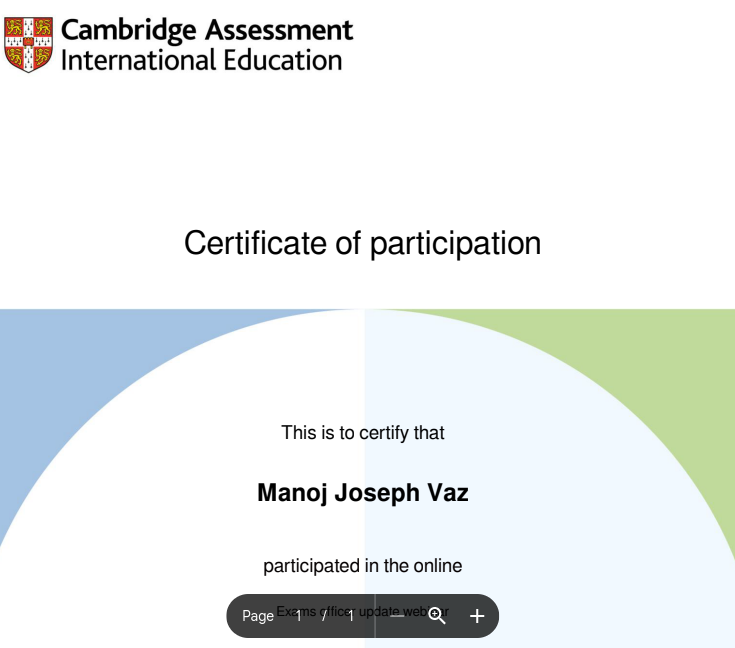 Cambridge Assessment
International Education
Certificate of participation
This is to certify that
Manoj Joseph Vaz
participated in the online
Exams officer update webinar
Page 1 / 1